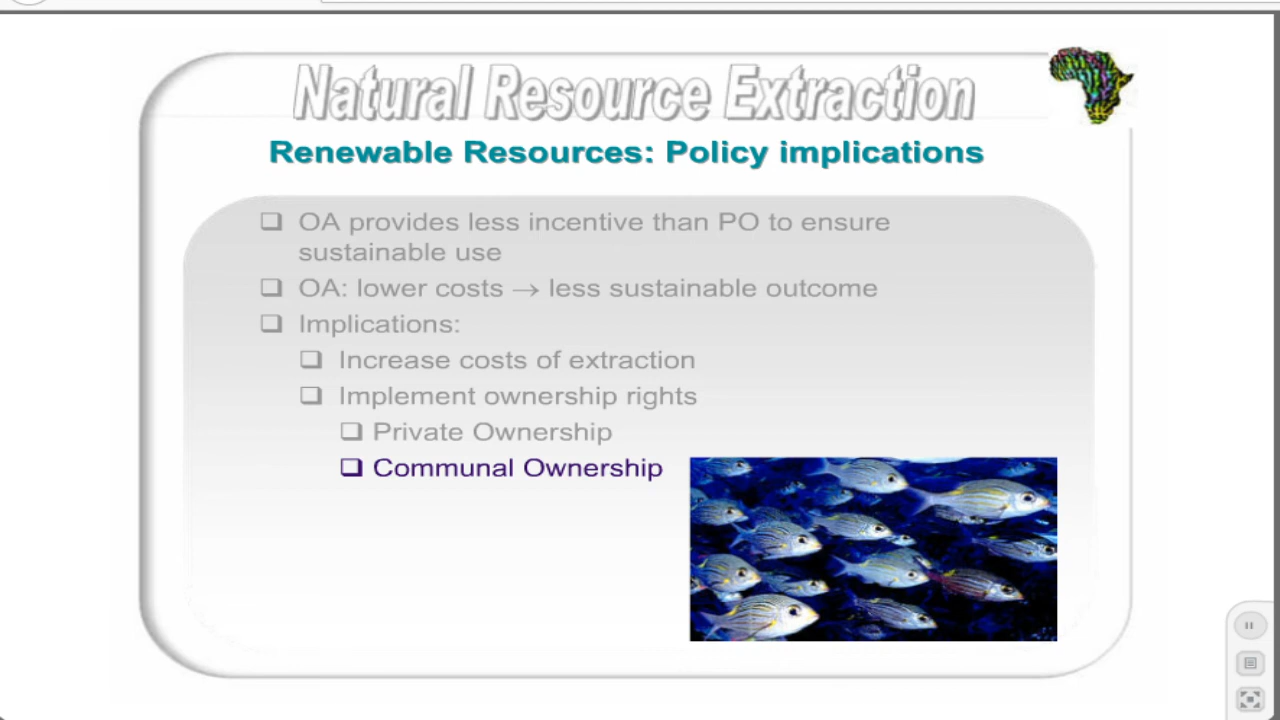 Natural Resource Extraction
Renewable Resources: Policy implications
❑ OA provides less incentive than PO to ensure
sustainable use
❑ OA: lower costs → less sustainable outcome
❑ Implications:
❑ Increase costs of extraction
❑ Implement ownership rights
❑ Private Ownership
❑ Communal Ownership